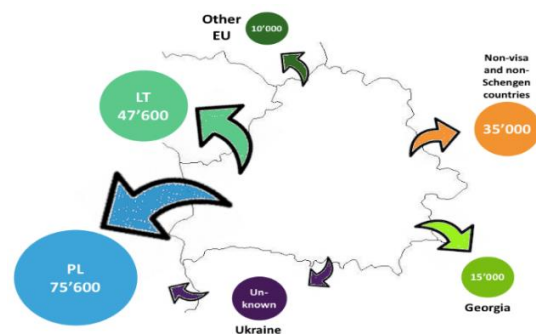 Other
EU
10’000
LT
47’600
Non-visa
and non-
Schengen
countries
35’000
PL
75’600
Un-
known
Ukraine
15’000
Georgia